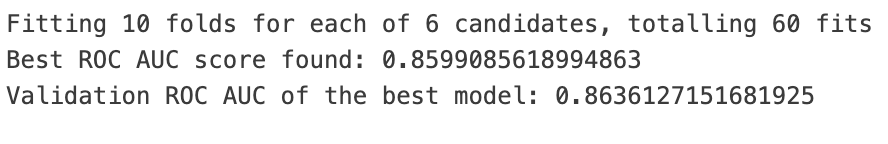 Fitting 10 folds for each of 6 candidates, totalling 60 fits
Best ROC AUC score found: 0.8599085618994863
Validation ROC AUC of the best model: 0.8636127151681925